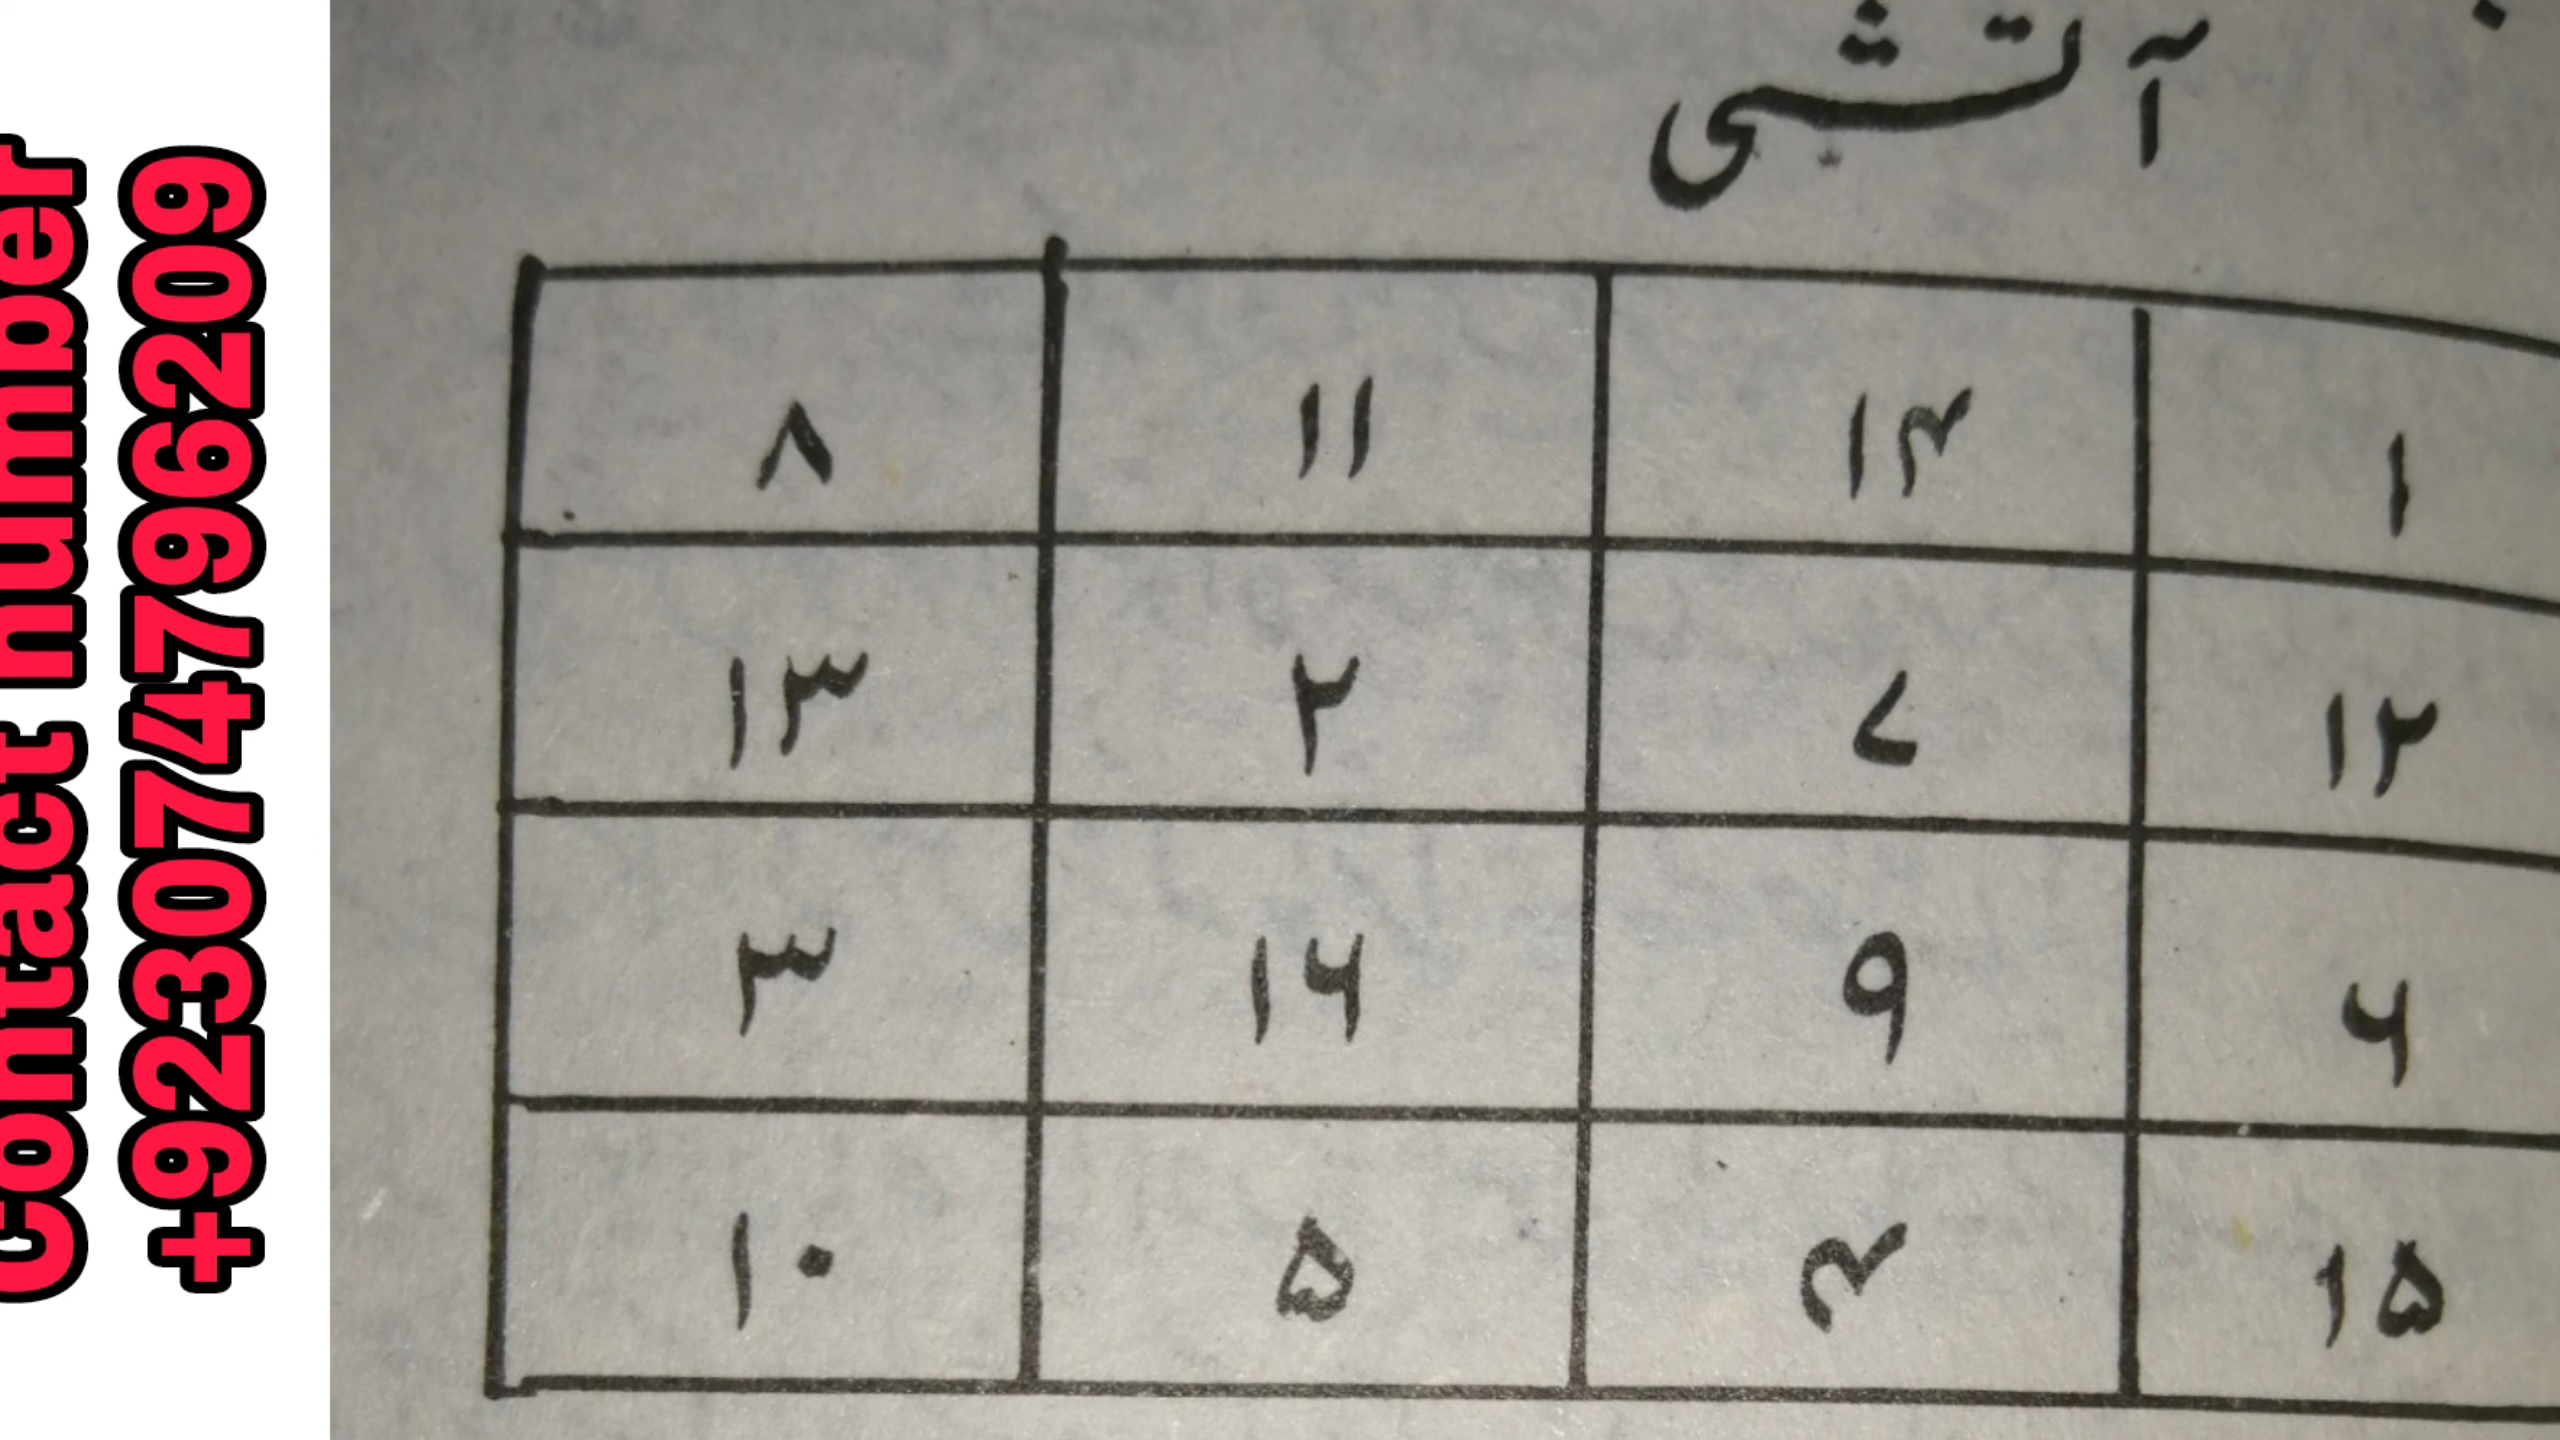 Contact number
+923074796209
آتشی
۸ ۱۱ ۱۴ ۱
۱۳ ۲ ۷ ۱۲
۳ ۱۶ ۹ ۶
۱۰ ۵ ۴ ۱۵